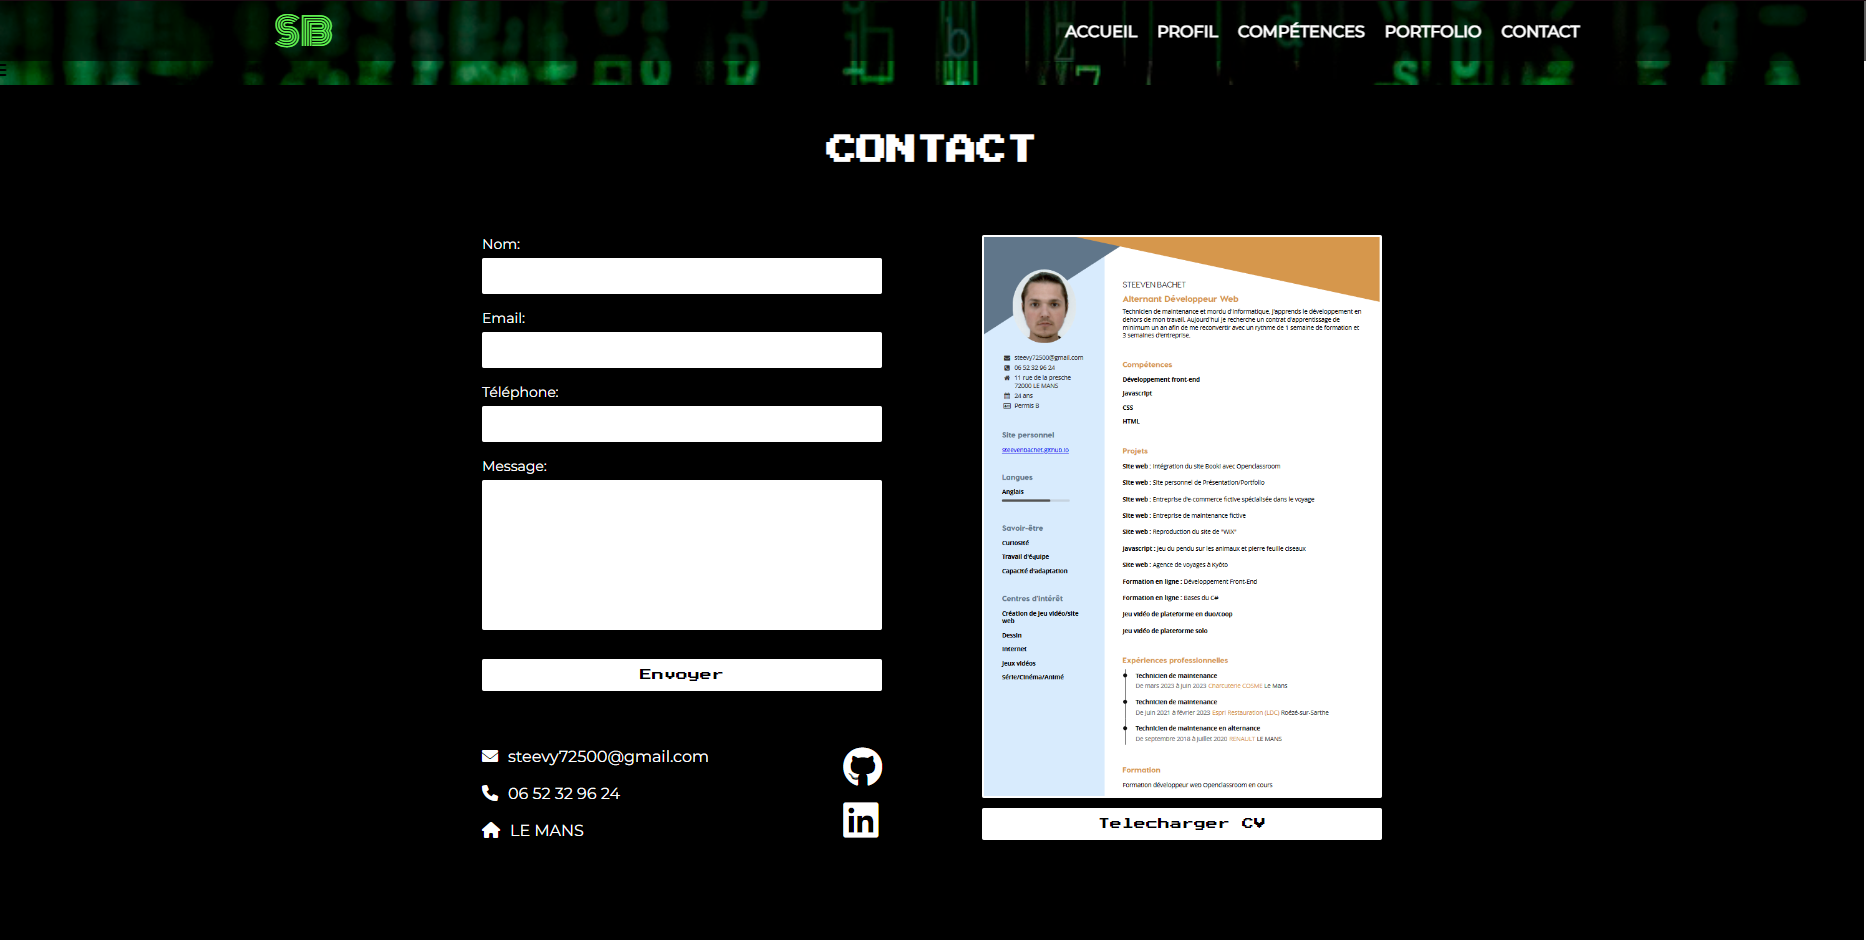 SB
ACCUEIL PROFIL COMPÉTENCES PORTFOLIO CONTACT
CONTACT
Nom:
Email:
Téléphone:
Message:
Envoyer
steevy72500@gmail.com
06 52 32 96 24
LE MANS
steevy72500@gmail.com
06 52 32 96 24
11 rue de la presche
72000 LE MANS
24 ans
Permis B
Site personnel
steevenbachet.github.io
Langues
Anglais
Savoir-être
Curiosité
Travail d'équipe
Capacité d'adaptation
Centres d'intérêt
Création de jeu vidéo/site
web
Dessin
Internet
Jeux vidéos
Série/Cinéma/Animé
STEEVEN BACHET
Alternant Développeur Web
Technicien de maintenance et mordu d'informatique, j'apprends le développement en
dehors de mon travail. Aujourd'hui je recherche un contrat d'apprentissage de
minimum un an afin de me reconvertir avec un rythme de 1 semaine de formation et
3 semaines d'entreprise.
Compétences
Développement front-end
Javascript
CSS
HTML
Projets
Site web : Intégration du site Booki avec Openclassroom
Site web : Site personnel de Présentation/Portfolio
Site web : Entreprise d'e-commerce fictive spécialisée dans le voyage
Site web : Entreprise de maintenance fictive
Site web : Reproduction du site de "WIX"
Javascript : Jeu du pendu sur les animaux et pierre feuille ciseaux
Site web : Agence de voyages à Kyōto
Formation en ligne : Développement Front-End
Formation en ligne : Bases du C#
Jeu vidéo de plateforme en duo/coop
Jeu vidéo de plateforme solo
Expériences professionnelles
Technicien de maintenance
De mars 2023 à juin 2023 Charcuterie COSME Le Mans
Technicien de maintenance
De juin 2021 à février 2023 Espri Restauration (LDC) Roézé-sur-Sarthe
Technicien de maintenance en alternance
De septembre 2018 à juillet 2020 RENAULT LE MANS
Formation
Formation développeur web Openclassroom en cours
Telecharger CV